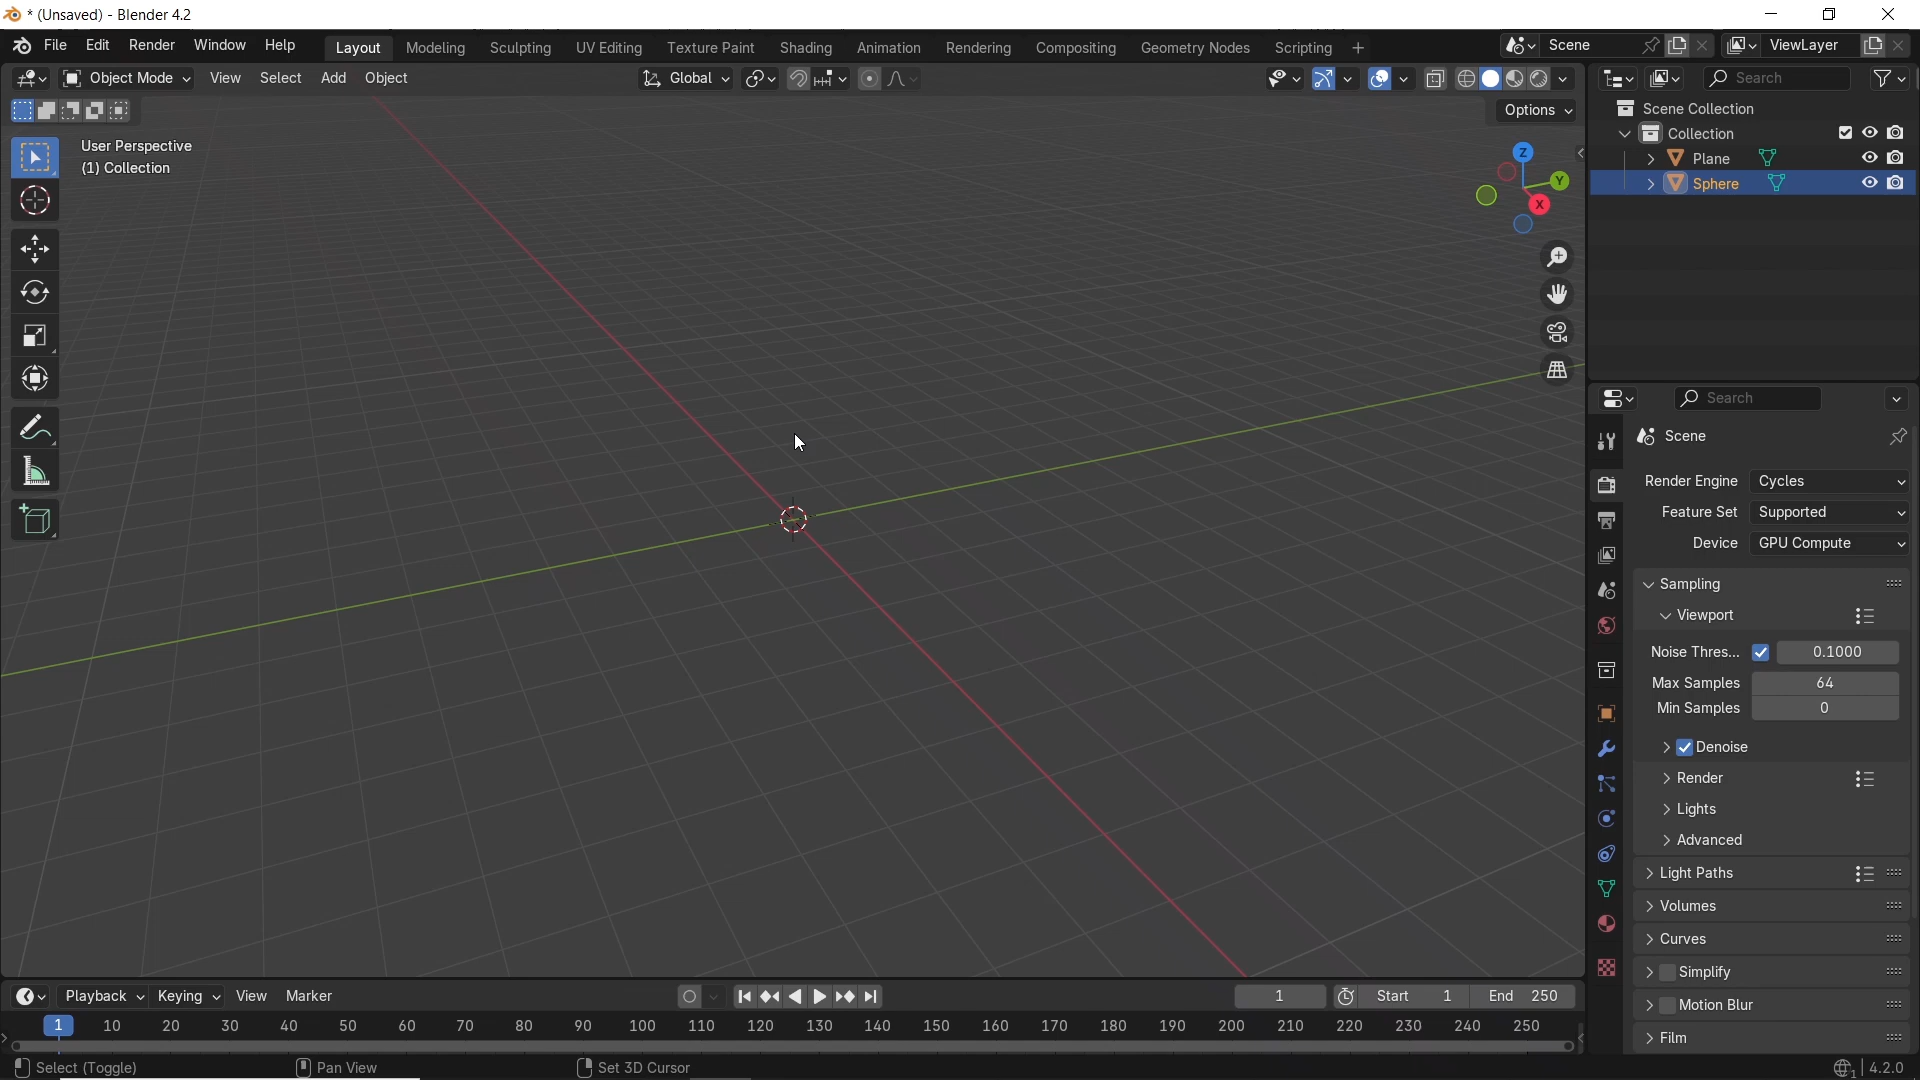 * (Unsaved) - Blender 4.2
File Edit Render Window Help Layout Modeling Sculpting UV Editing Texture Paint Shading Animation Rendering Compositing Geometry Nodes Scripting + Scene ViewLayer
Object Mode View Select Add Object Global Search
Options
User Perspective
(1) Collection
Z
Y
X
Scene Collection
Collection
Plane
Sphere
Search
Scene
Render Engine Cycles
Feature Set Supported
Device GPU Compute
Sampling
Viewport
Noise Thres... 0.1000
Max Samples 64
Min Samples 0
Denoise
Render
Lights
Advanced
Light Paths
Volumes
Curves
Simplify
Motion Blur
Film
Playback Keying View Marker 1 Start 1 End 250
1 10 20 30 40 50 60 70 80 90 100 110 120 130 140 150 160 170 180 190 200 210 220 230 240 250
Select (Toggle) Pan View Set 3D Cursor 1 4.2.0